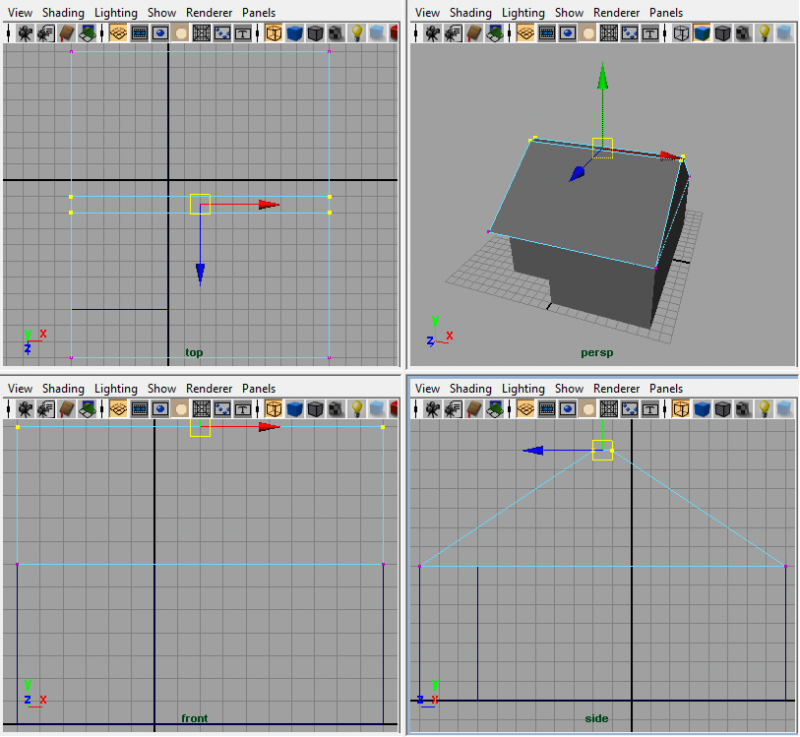 View Shading Lighting Show Renderer Panels
View Shading Lighting Show Renderer Panels
T
T
Y
X
Z
top
Y
X
Z
persp
View Shading Lighting Show Renderer Panels
View Shading Lighting Show Renderer Panels
T
T
Y
Z X
front
Y
Z X
side